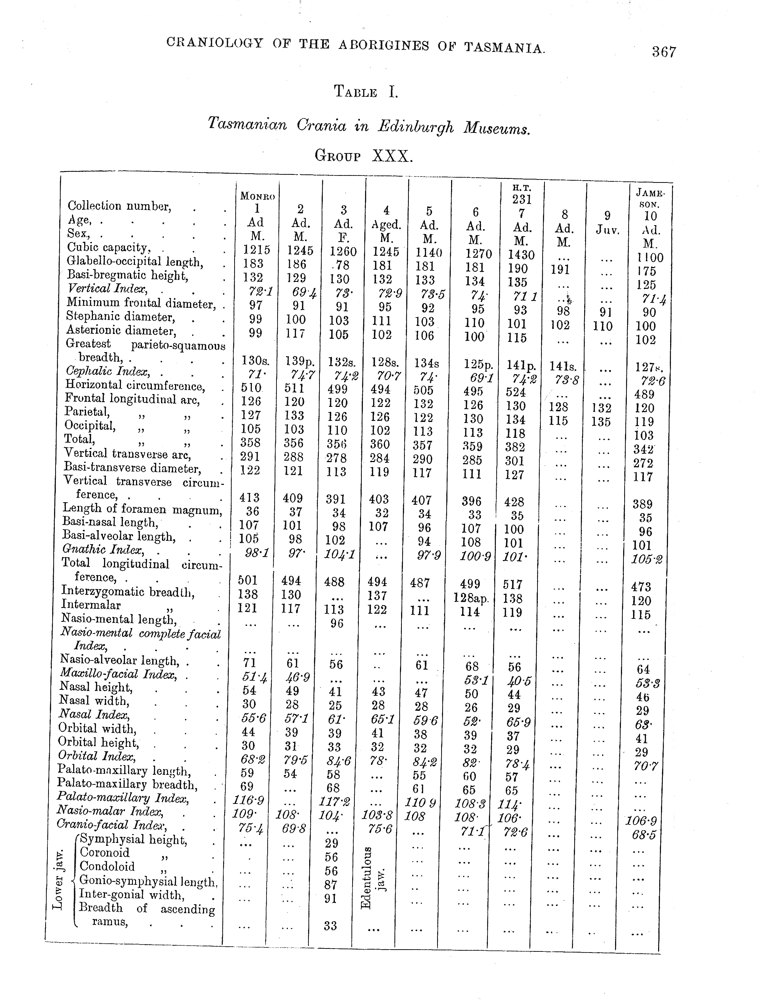 CRANIOLOGY OF THE ABORIGINES OF TASMANIA. 367
TABLE I.
Tasmanian Crania in Edinburgh Museums.
GROUP XXX.
MONRO H.T. 231 JAMESON.
Collection number, 1 2 3 4 5 6 7 8 9 10
Age, Ad Ad. Ad. Aged. Ad. Ad. Ad. Ad. Juv. Ad.
Sex, M. M. F. M. M. M. M. M. M.
Cubic capacity, 1215 1245 1260 1245 1140 1270 1430 ... ... 1100
Glabello-occipital length, 183 186 .78 181 181 181 190 191 ... 175
Basi-bregmatic height, 132 129 130 132 133 134 135 ... ... 125
Vertical Index, 72·1 69·4 73· 72·9 73·5 74· 71 1 ... ... 71·4
Minimum frontal diameter, 97 91 91 95 92 95 93 98 91 90
Stephanic diameter, 99 100 103 111 103 110 101 102 110 100
Asterionic diameter, 99 117 105 102 106 100 115 ... ... 102
Greatest parieto-squamous
breadth, 130s. 139p. 132s. 128s. 134s 125p. 141p. 141s. ... 127s.
Cephalic Index, 71· 74·7 74·2 70·7 74· 69·1 74·2 73·8 ... 72·6
Horizontal circumference, 510 511 499 494 505 495 524 ... ... 489
Frontal longitudinal arc, 126 120 120 122 132 126 130 128 132 120
Parietal, ,, ,, 127 133 126 126 122 130 134 115 135 119
Occipital, ,, ,, 105 103 110 102 113 113 118 ... ... 103
Total, ,, ,, 358 356 356 360 357 359 382 ... ... 342
Vertical transverse arc, 291 288 278 284 290 285 301 ... ... 272
Basi-transverse diameter, 122 121 113 119 117 111 127 ... ... 117
Vertical transverse circum-
ference, 413 409 391 403 407 396 428 ... ... 389
Length of foramen magnum, 36 37 34 32 34 33 35 ... ... 35
Basi-nasal length, 107 101 98 107 96 107 100 ... ... 96
Basi-alveolar length, 105 98 102 ... 94 108 101 ... ... 101
Gnathic Index, 98·1 97· 104·1 ... 97·9 100·9 101· ... ... 105·2
Total longitudinal circum-
ference, 501 494 488 494 487 499 517 ... ... 473
Interzygomatic breadth, 138 130 ... 137 ... 128ap. 138 ... ... 120
Intermalar ,, 121 117 113 122 111 114 119 ... ... 115
Nasio-mental length, ... ... 96 ... ... ... ... ... ... ...
Nasio-mental complete facial
Index, ... ... ... ... ... ... ... ... ... ...
Nasio-alveolar length, 71 61 56 .. 61 68 56 ... ... 64
Maxillo-facial Index, 51·4 46·9 ... ... ... 53·1 40·5 ... ... 53·3
Nasal height, 54 49 41 43 47 50 44 ... ... 46
Nasal width, 30 28 25 28 28 26 29 ... ... 29
Nasal Index, 55·6 57·1 61· 65·1 59·6 52· 65·9 ... ... 63·
Orbital width, 44 39 39 41 38 39 37 ... ... 41
Orbital height, 30 31 33 32 32 32 29 ... ... 29
Orbital Index, 68·2 79·5 84·6 78· 84·2 82· 78·4 ... ... 70·7
Palato-maxillary length, 59 54 58 ... 55 60 57 ... ... ...
Palato-maxillary breadth, 69 ... 68 ... 61 65 65 ... ... ...
Palato-maxillary Index, 116·9 ... 117·2 ... 110 9 108·3 114· ... ... ...
Nasio-malar Index, 109· 108· 104· 103·8 108 108· 106· ... ... 106·9
Cranio-facial Index, 75·4 69·8 ... 75·6 ... 71·1 72·6 ... ... 68·5
Lower jaw.
Symphysial height, ... ... 29 ... ... ... ... ... ...
Coronoid ,, . ... 56 ... ... ... ... ... ...
Condoloid ,, ... ... 56 ... ... ... ... ... ...
Gonio-symphysial length, ... ... 87 .. ... ... ... ... ...
Inter-gonial width, ... ... 91 ... ... ... ... ... ...
Breadth of ascending
ramus, ... ... 33 ... ... ... ... ... .. ...
Edentulous
jaw.